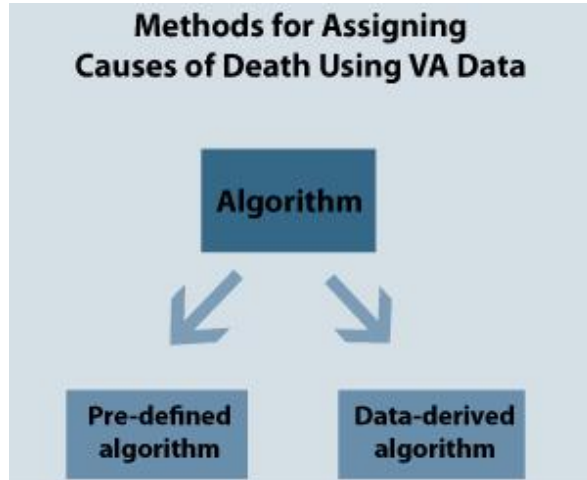 Methods for Assigning
Causes of Death Using VA Data
Algorithm
Pre-defined
algorithm
Data-derived
algorithm